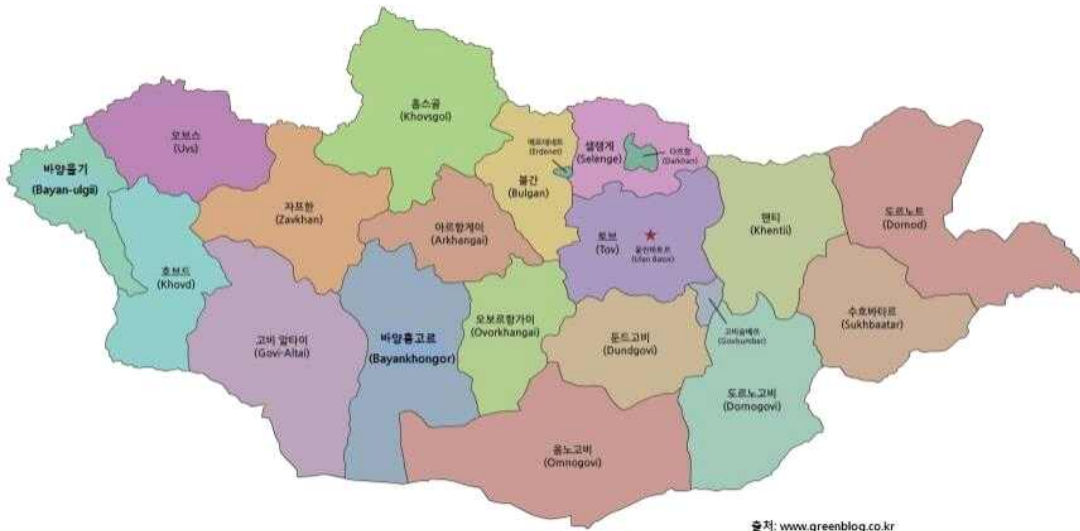 홉스골
(Khovsgol)
오브스
(Uvs)
에르데네트
(Erdenet)
셀렝게
(Selenge)
다르항
(Darkhan)
바양울기
(Bayan-ulgii)
불간
(Bulgan)
자프한
(Zavkhan)
아르항게이
(Arkhangai)
헨티
(Khentii)
도르노트
(Dornod)
토브
(Tov)
울란바토르
(Ulan Bator)
호브드
(Khovd)
고비 알타이
(Govi-Altai)
바양홍고르
(Bayankhongor)
오보르항가이
(Ovorkhangai)
둔드고비
(Dundgovi)
고비숨베르
수흐바타르
(Sukhbaatar)
도르노고비
(Dornogovi)
움노고비
(Omnogovi)
출처: www.greenblog.co.kr